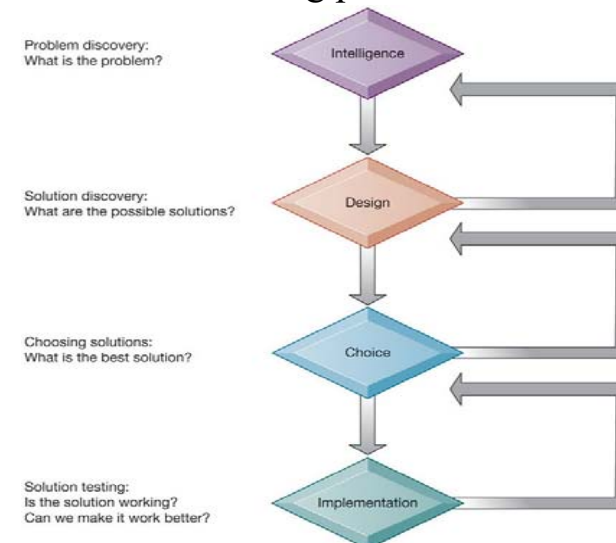 Problem discovery:
What is the problem?
Intelligence
Solution discovery:
What are the possible solutions?
Design
Choosing solutions:
What is the best solution?
Choice
Solution testing:
Is the solution working?
Can we make it work better?
Implementation